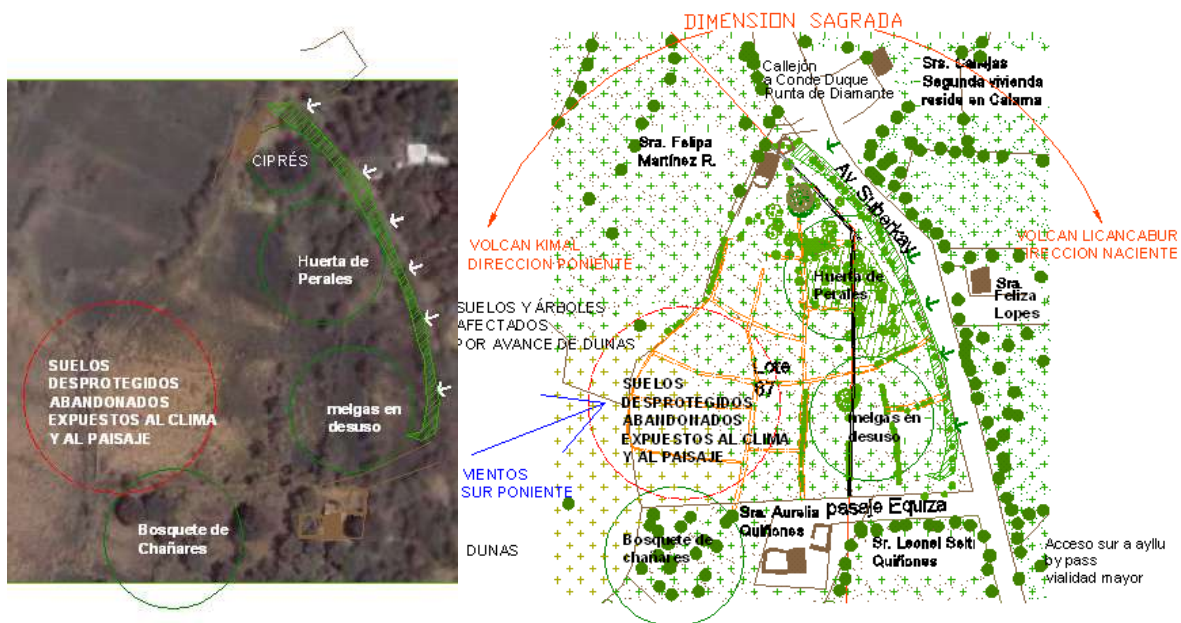 DIMENSION SAGRADA
CIPRÉS
Huerta de
Perales
SUELOS
DESPROTEGIDOS
ABANDONADOS
EXPUESTOS AL CLIMA
Y AL PAISAJE
melgas en
desuso
Bosquete de
Chañares
Callejón
a Conde Duque
Punta de Diamante
Segunda vivienda
reside en Calama
Sra. Felipa
Martínez R.
Av.
VOLCAN KIMAL
DIRECCION PONIENTE
VOLCAN LICANCABUR
DIRECCION NACIENTE
Huerta de
Perales
Sra.
Feliza
Lopes
SUELOS Y ÁRBOLES
AFECTADOS
POR AVANCE DE DUNAS
Lote
87
SUELOS
DESPROTEGIDOS
ABANDONADOS
EXPUESTOS AL CLIMA
Y AL PAISAJE
melgas en
desuso
VIENTOS
SUR PONIENTE
pasaje
Sra. Aurelia
Quiñones
Sr. Leonel
Quiñones
Bosquete de
chañares
DUNAS
Acceso sur a ayllu
by pass
vialidad mayor